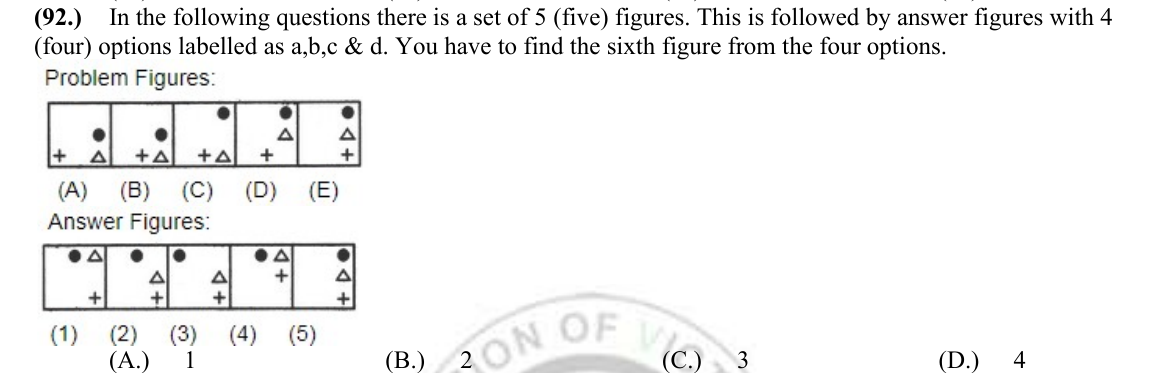 (92.) In the following questions there is a set of 5 (five) figures. This is followed by answer figures with 4
(four) options labelled as a,b,c & d. You have to find the sixth figure from the four options.
Problem Figures:
(A) (B) (C) (D) (E)
Answer Figures:
(1) (2) (3) (4) (5)
(A.) 1 (B.) 2 (C.) 3 (D.) 4
ON OF